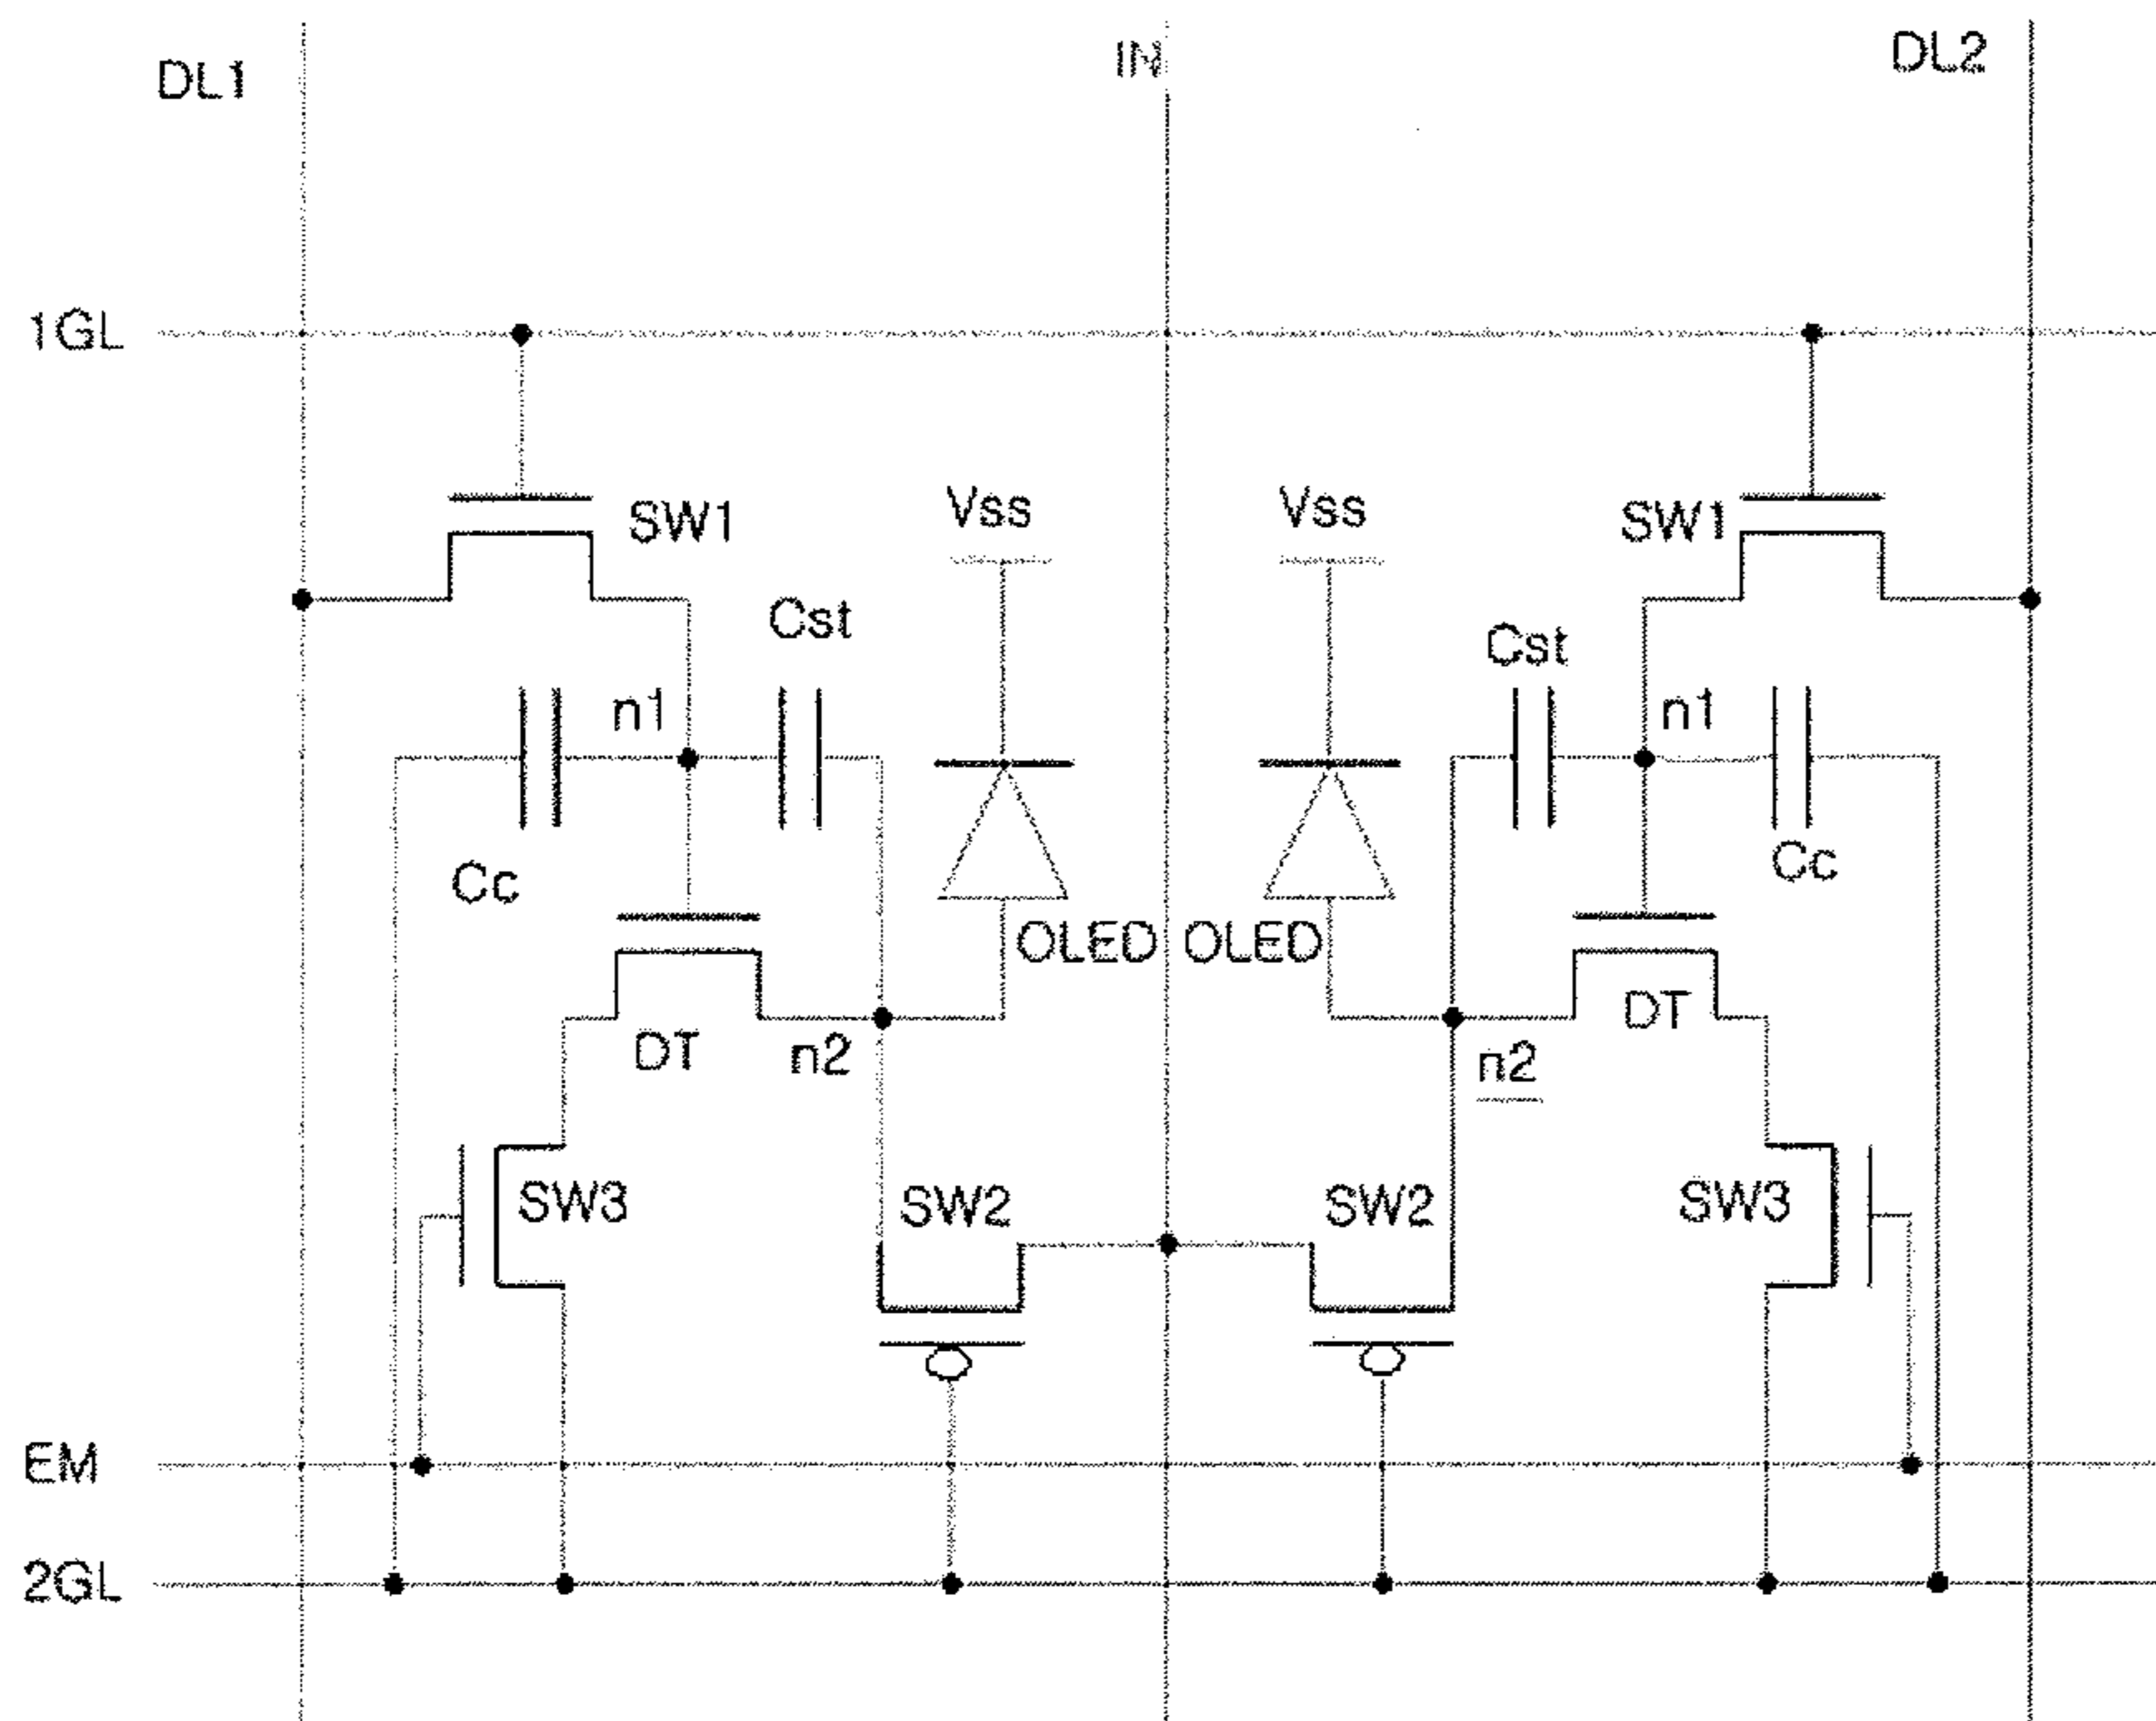 DL1
IN
DL2
1GL
SW1
Vss
Vss
SW1
Cst
Cst
n1
n1
Cc
Cc
OLED
OLED
DT
n2
DT
n2
SW3
SW2
SW2
SW3
EM
2GL